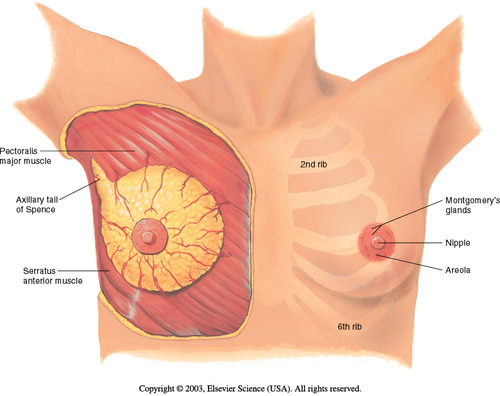 Pectoralis
major muscle
Axillary tail
of Spence
Serratus
anterior muscle
2nd rib
6th rib
Montgomery's
glands
Nipple
Areola
Copyright © 2003, Elsevier Science (USA). All rights reserved.